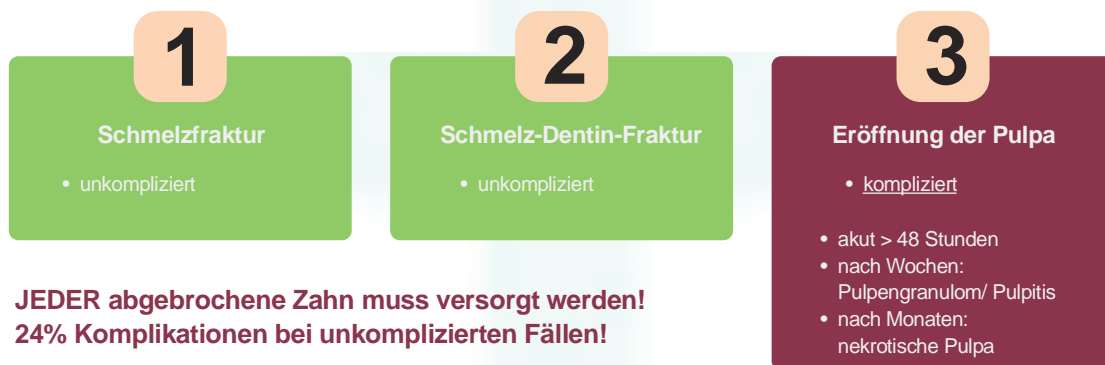 1
Schmelzfraktur
• unkompliziert
2
Schmelz-Dentin-Fraktur
• unkompliziert
3
Eröffnung der Pulpa
• kompliziert
• akut > 48 Stunden
• nach Wochen:
Pulpengranulom/ Pulpitis
• nach Monaten:
nekrotische Pulpa
JEDER abgebrochene Zahn muss versorgt werden!
24% Komplikationen bei unkomplizierten Fällen!